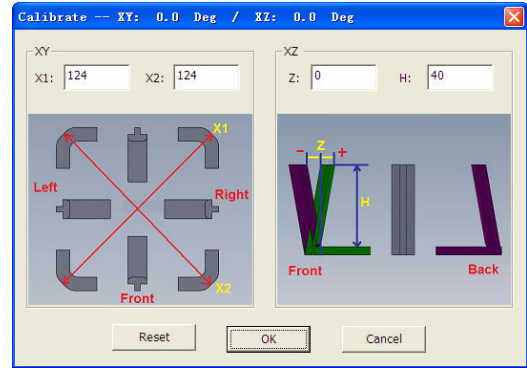 Calibrate -- XY: 0.0 Deg / XZ: 0.0 Deg
XY
X1: 124 X2: 124
XZ
Z: 0 H: 40
X1
Left
Right
X2
Front
- Z +
H
Front
Back
Reset OK Cancel